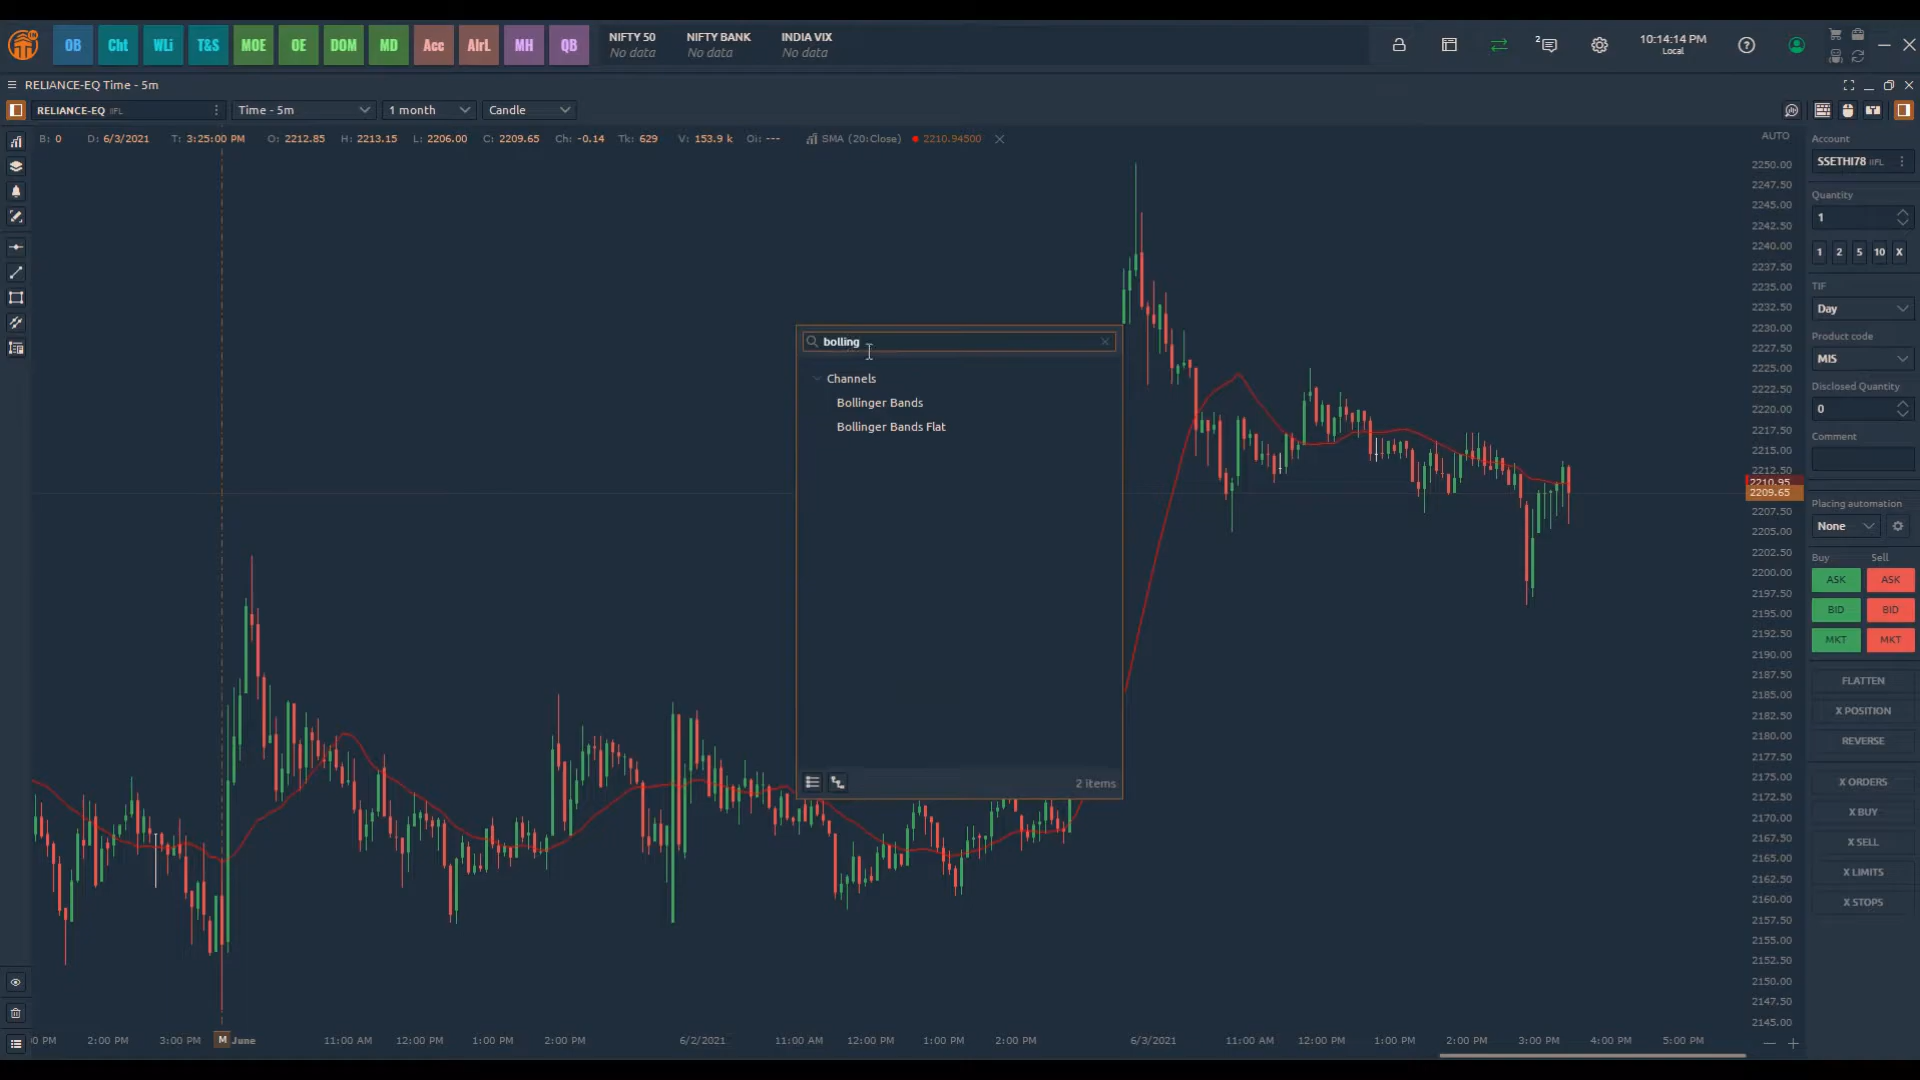 OB Cht WLi T&S MOE OE DOM MD Acc AlrL MH QB
NIFTY 50 NIFTY BANK INDIA VIX
No data No data No data
2
10:14:14 PM
Local
RELIANCE-EQ Time - 5m
RELIANCE-EQ IIFL Time - 5m 1 month Candle
B: 0 D: 6/3/2021 T: 3:25:00 PM O: 2212.85 H: 2213.15 L: 2206.00 C: 2209.65 Ch: -0.14 Tk: 629 V: 153.9 k Oi: --- SMA (20:Close) 2210.94500
bolling
Channels
Bollinger Bands
Bollinger Bands Flat
2 items
AUTO
2250.00
2247.50
2245.00
2242.50
2240.00
2237.50
2235.00
2232.50
2230.00
2227.50
2225.00
2222.50
2220.00
2217.50
2215.00
2212.50
2210.95
2209.65
2207.50
2205.00
2202.50
2200.00
2197.50
2195.00
2192.50
2190.00
2187.50
2185.00
2182.50
2180.00
2177.50
2175.00
2172.50
2170.00
2167.50
2165.00
2162.50
2160.00
2157.50
2155.00
2152.50
2150.00
2147.50
2145.00
Account
SSETHI78 IIFL
Quantity
1
1 2 5 10 X
TIF
Day
Product code
MIS
Disclosed Quantity
0
Comment
Placing automation
None
Buy Sell
ASK ASK
BID BID
MKT MKT
FLATTEN
X POSITION
REVERSE
X ORDERS
X BUY
X SELL
X LIMITS
X STOPS
2:00 PM 3:00 PM M June 11:00 AM 12:00 PM 1:00 PM 2:00 PM 6/2/2021 11:00 AM 12:00 PM 1:00 PM 2:00 PM 6/3/2021 11:00 AM 12:00 PM 1:00 PM 2:00 PM 3:00 PM 4:00 PM 5:00 PM